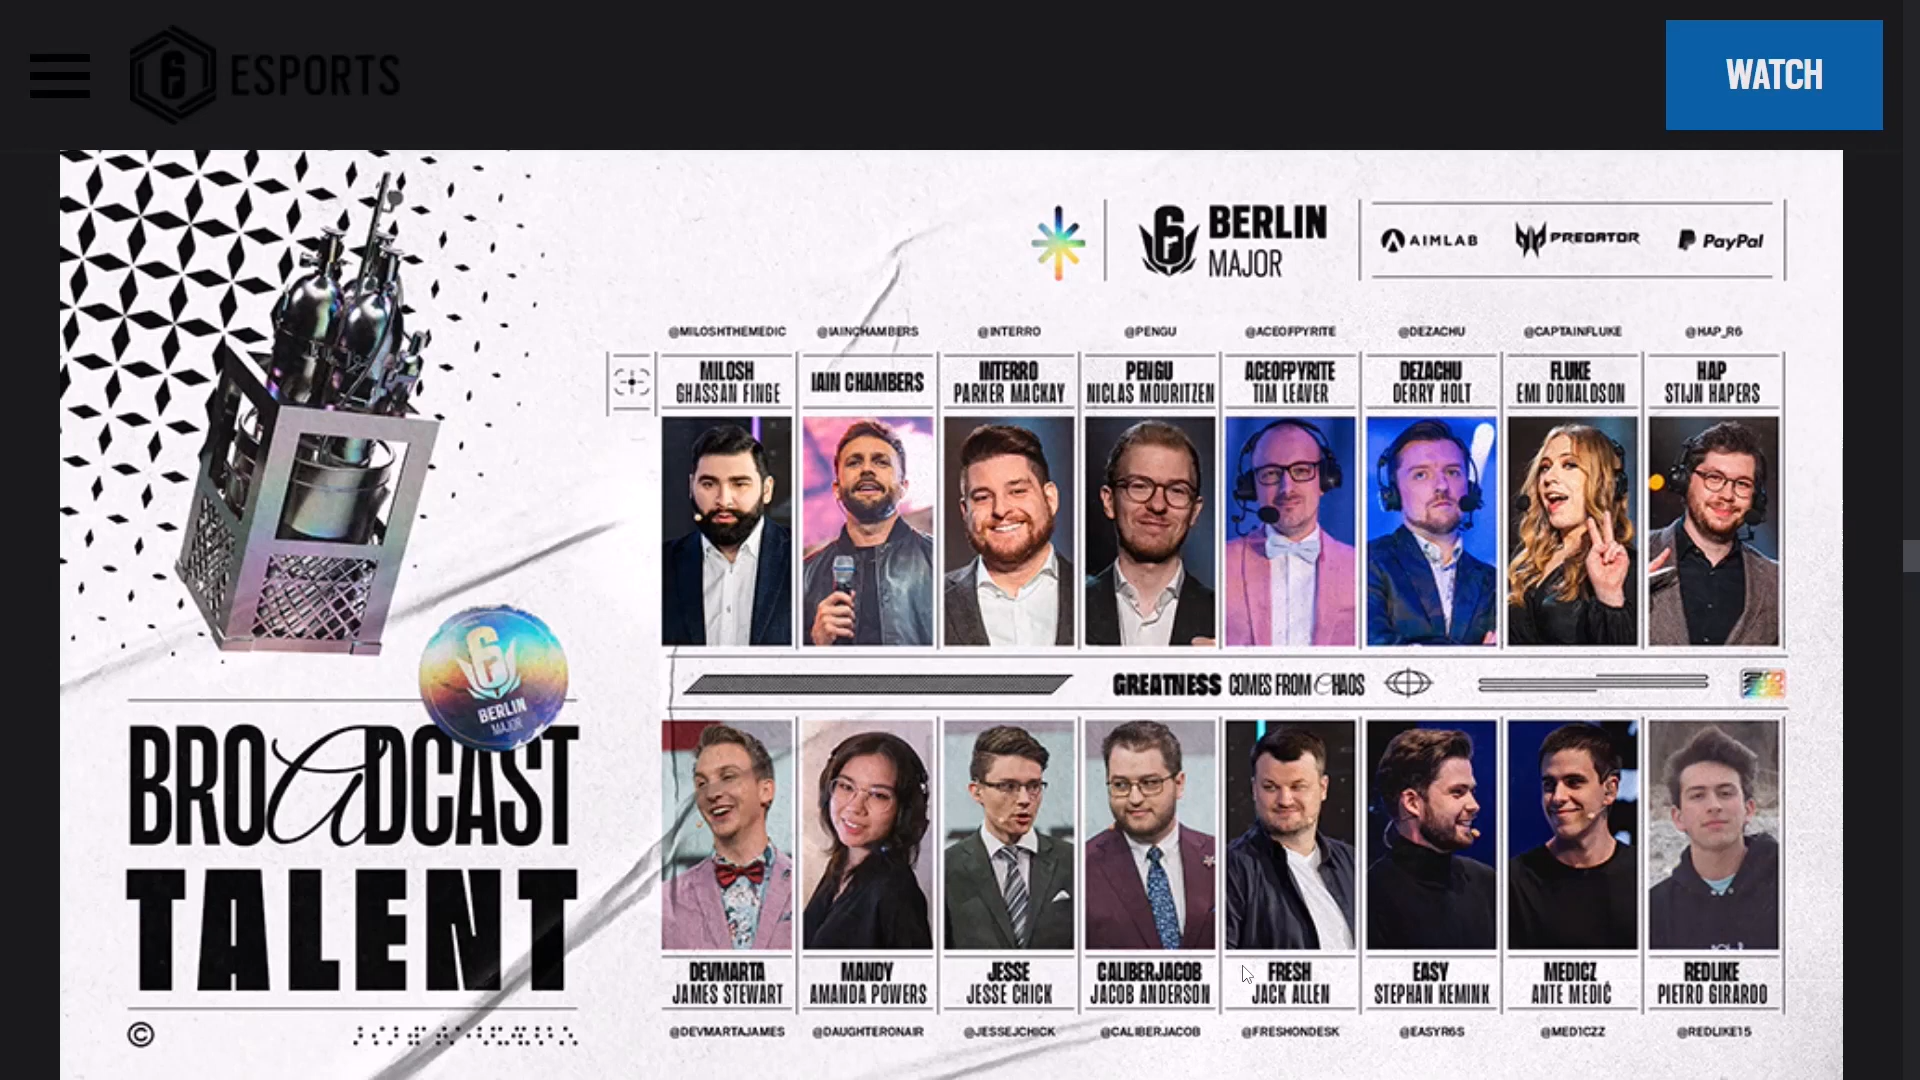 ESPORTS
WATCH
BERLIN
MAJOR
AIMLAB
PREDATOR
PayPal
@MILOSHTHEMEDIC @IAINCHAMBERS @INTERRO @PENGU @ACEOFPYRITE @DEZACHU @CAPTAINFLUKE @HAP_R6
MILOSH
GHASSAN FINGE
IAIN CHAMBERS
INTERRO
PARKER MACKAY
PENGU
NICLAS MOURITZEN
ACEOFPYRITE
TIM LEAVER
DEZACHU
DERRY HOLT
FLUKE
EMI DONALDSON
HAP
STIJN HAPERS
GREATNESS COMES FROM CHAOS
BERLIN
MAJOR
BROADCAST
TALENT
DEVMARTA
JAMES STEWART
MANDY
AMANDA POWERS
JESSE
JESSE CHICK
CALIBERJACOB
JACOB ANDERSON
FRESH
JACK ALLEN
EASY
STEPHAN KEMINK
MEDICZ
ANTE MEDIĆ
REDLIKE
PIETRO GIRARDO
@DEVMARTAJAMES @DAUGHTERONAIR @JESSEJCHICK @CALIBERJACOB @FRESHONDESK @EASYR6S @MED1CZZ @REDLIKE15
©